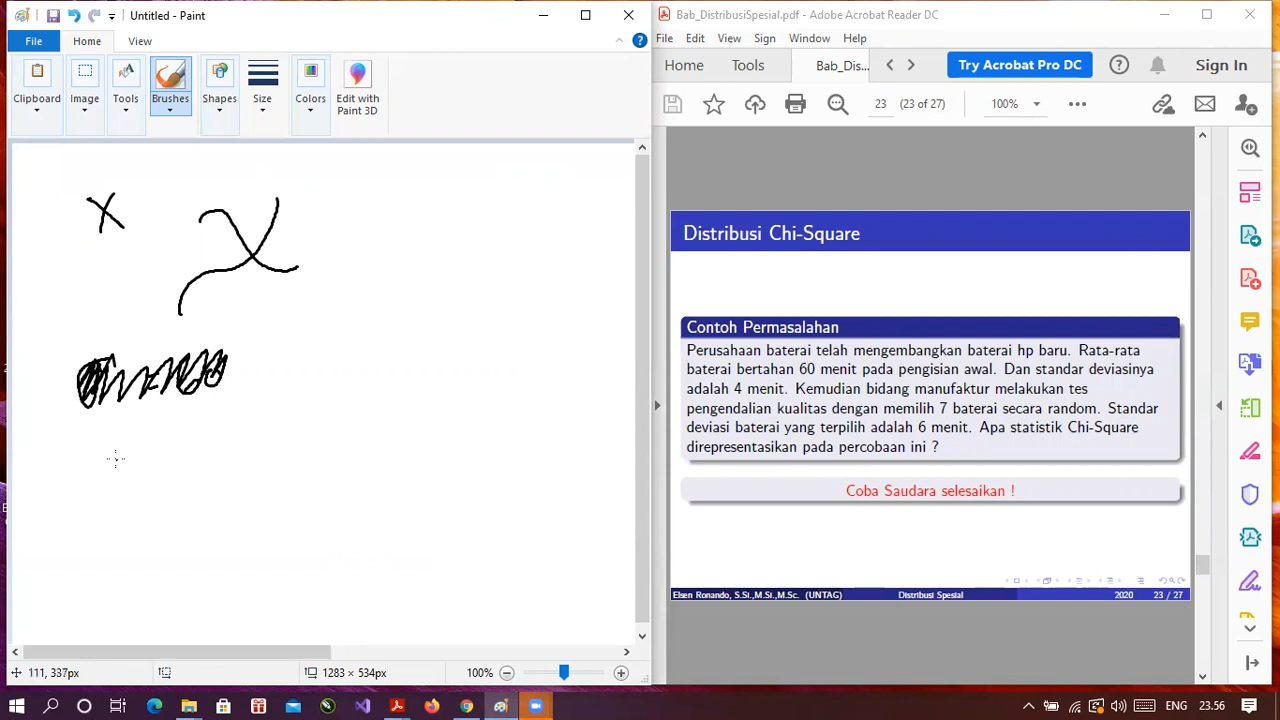 Untitled - Paint
File
Home
View
Clipboard
Image
Tools
Brushes
Shapes
Size
Colors
Edit with
Paint 3D
x
χ
111, 337px
1283 × 534px
100%
Bab_DistribusiSpesial.pdf - Adobe Acrobat Reader DC
File Edit View Sign Window Help
Home
Tools
Bab_Dis...
Try Acrobat Pro DC
Sign In
23
(23 of 27)
100%
Distribusi Chi-Square
Contoh Permasalahan
Perusahaan baterai telah mengembangkan baterai hp baru. Rata-rata
baterai bertahan 60 menit pada pengisian awal. Dan standar deviasinya
adalah 4 menit. Kemudian bidang manufaktur melakukan tes
pengendalian kualitas dengan memilih 7 baterai secara random. Standar
deviasi baterai yang terpilih adalah 6 menit. Apa statistik Chi-Square
direpresentasikan pada percobaan ini ?
Coba Saudara selesaikan !
Elsen Ronando, S.Si.,M.Si.,M.Sc. (UNTAG)
Distribusi Spesial
2020
23 / 27
ENG
23.56